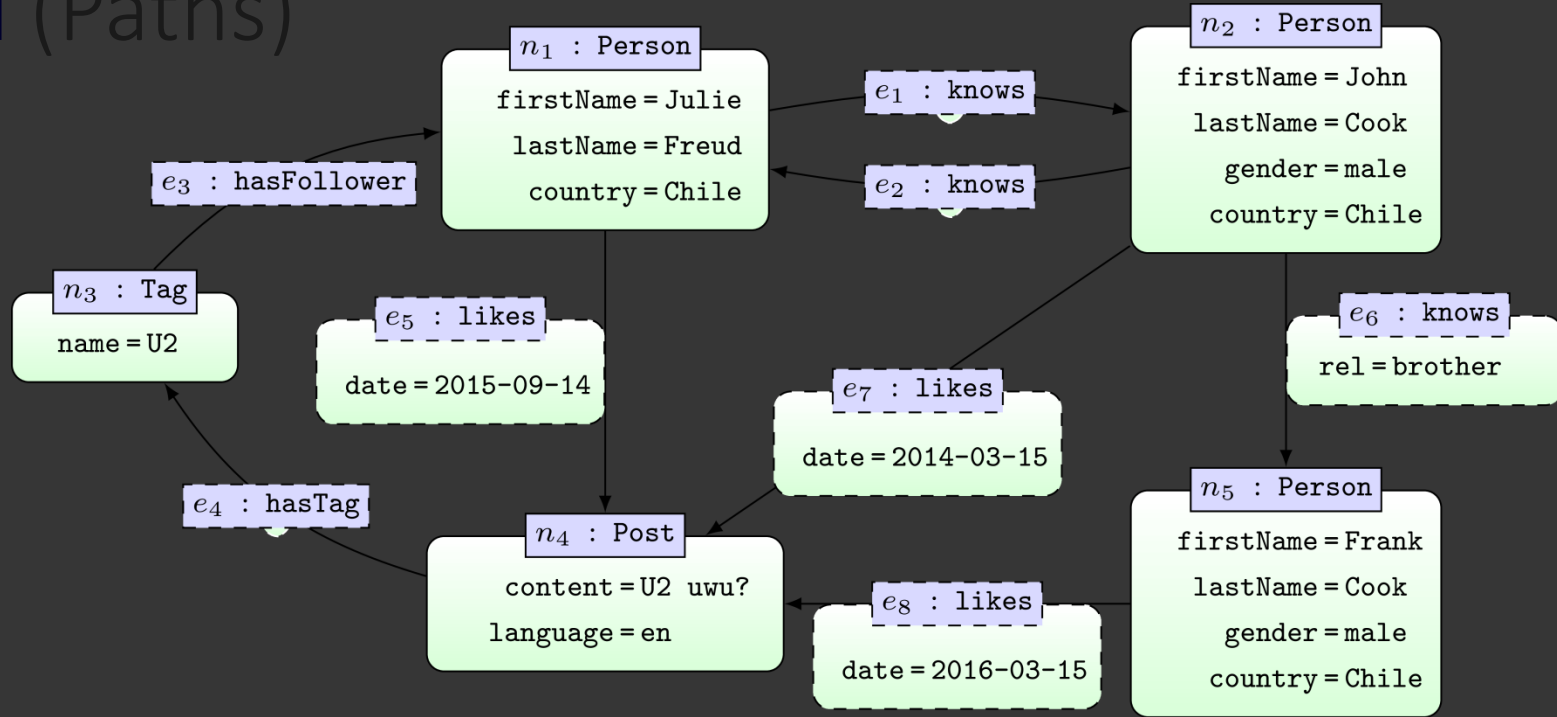 (Paths)
n₁ : Person
firstName = Julie
lastName = Freud
country = Chile
e₁ : knows
e₂ : knows
n₂ : Person
firstName = John
lastName = Cook
gender = male
country = Chile
e₃ : hasFollower
n₃ : Tag
name = U2
e₅ : likes
date = 2015-09-14
e₇ : likes
date = 2014-03-15
e₆ : knows
rel = brother
e₄ : hasTag
n₄ : Post
content = U2 uwu?
language = en
e₈ : likes
date = 2016-03-15
n₅ : Person
firstName = Frank
lastName = Cook
gender = male
country = Chile